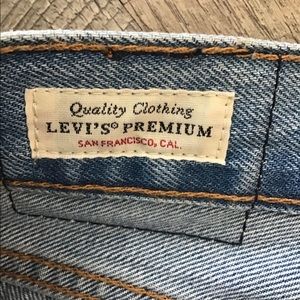 Quality Clothing
LEVI'S® PREMIUM
SAN FRANCISCO, CAL.